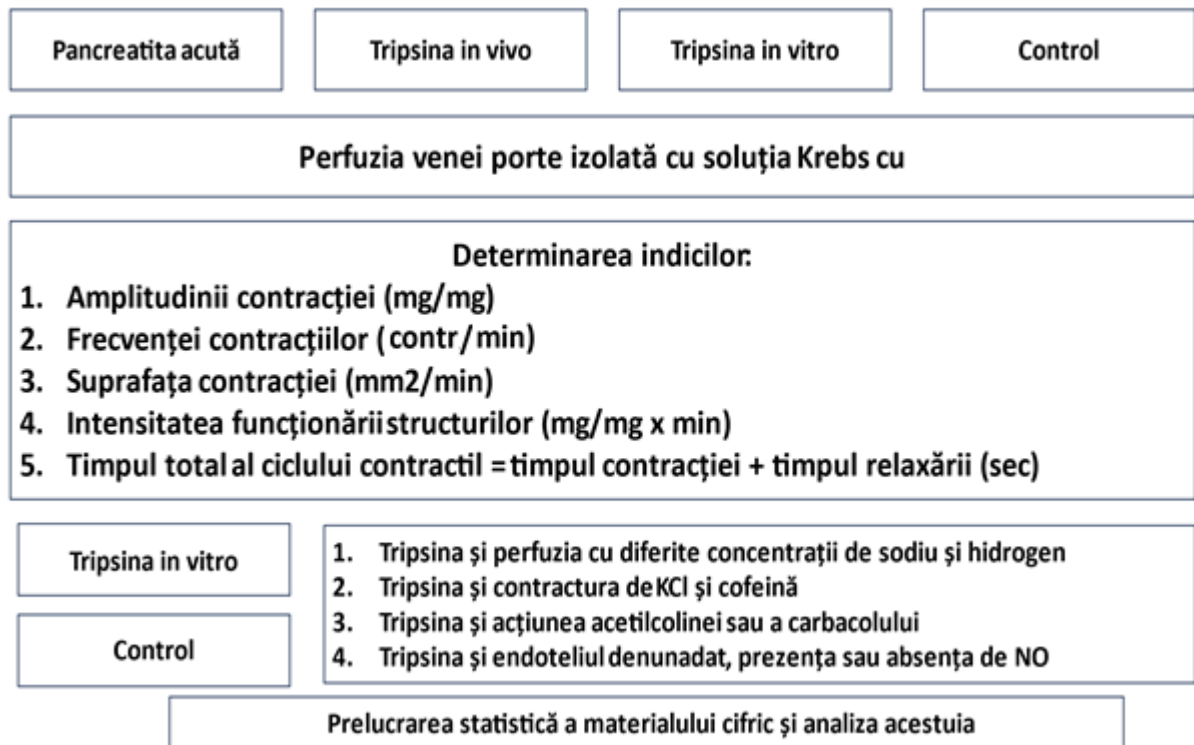 Pancreatita acută
Tripsina in vivo
Tripsina in vitro
Control
Perfuzia venei porte izolată cu soluția Krebs cu
Determinarea indicilor:
1. Amplitudinii contracției (mg/mg)
2. Frecvenței contracțiilor (contr/min)
3. Suprafața contracției (mm2/min)
4. Intensitatea funcționării structurilor (mg/mg x min)
5. Timpul total al ciclului contractil = timpul contracției + timpul relaxării (sec)
Tripsina in vitro
Control
1. Tripsina și perfuzia cu diferite concentrații de sodiu și hidrogen
2. Tripsina și contractura de KCl și cofeină
3. Tripsina și acțiunea acetilcolinei sau a carbacolului
4. Tripsina și endoteliul denunadat, prezența sau absența de NO
Prelucrarea statistică a materialului cifric și analiza acestuia